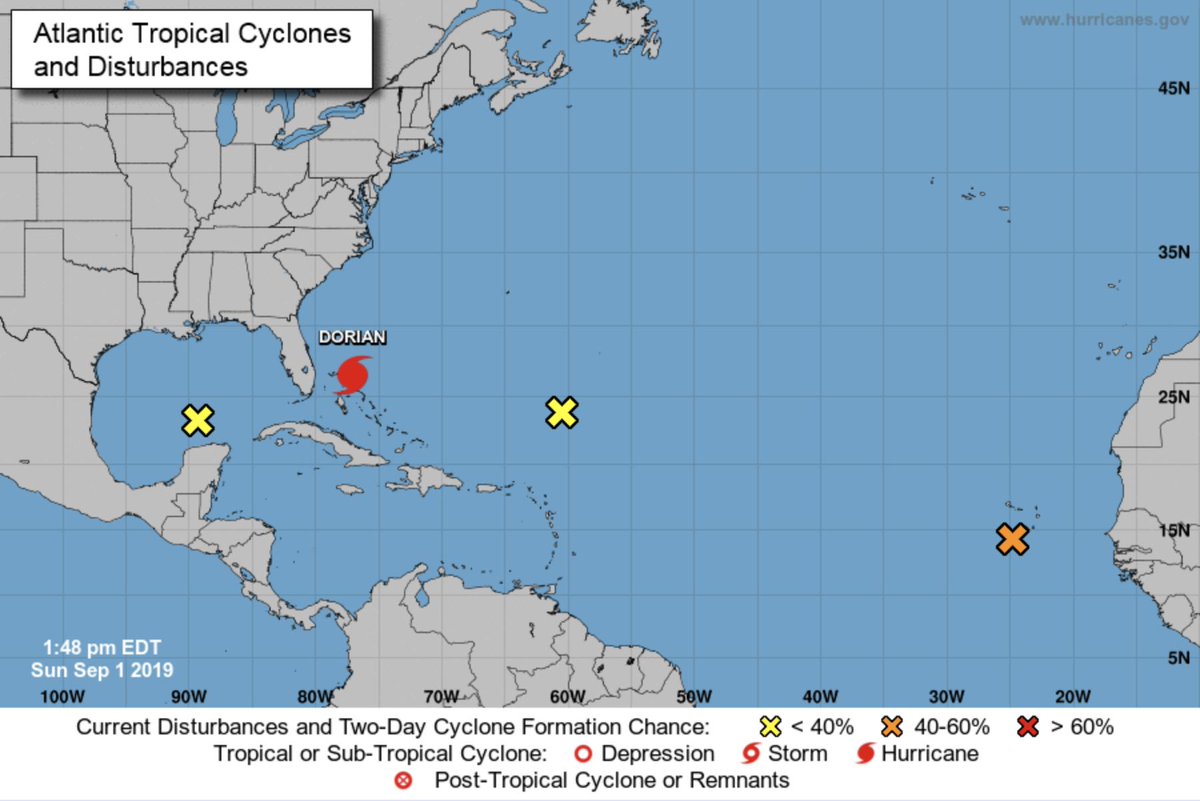 Atlantic Tropical Cyclones
and Disturbances
www.hurricanes.gov
45N
35N
DORIAN
25N
15N
1:48 pm EDT
Sun Sep 1 2019
5N
100W 90W 80W 70W 60W 50W 40W 30W 20W
Current Disturbances and Two-Day Cyclone Formation Chance: < 40% 40-60% > 60%
Tropical or Sub-Tropical Cyclone: Depression Storm Hurricane
Post-Tropical Cyclone or Remnants